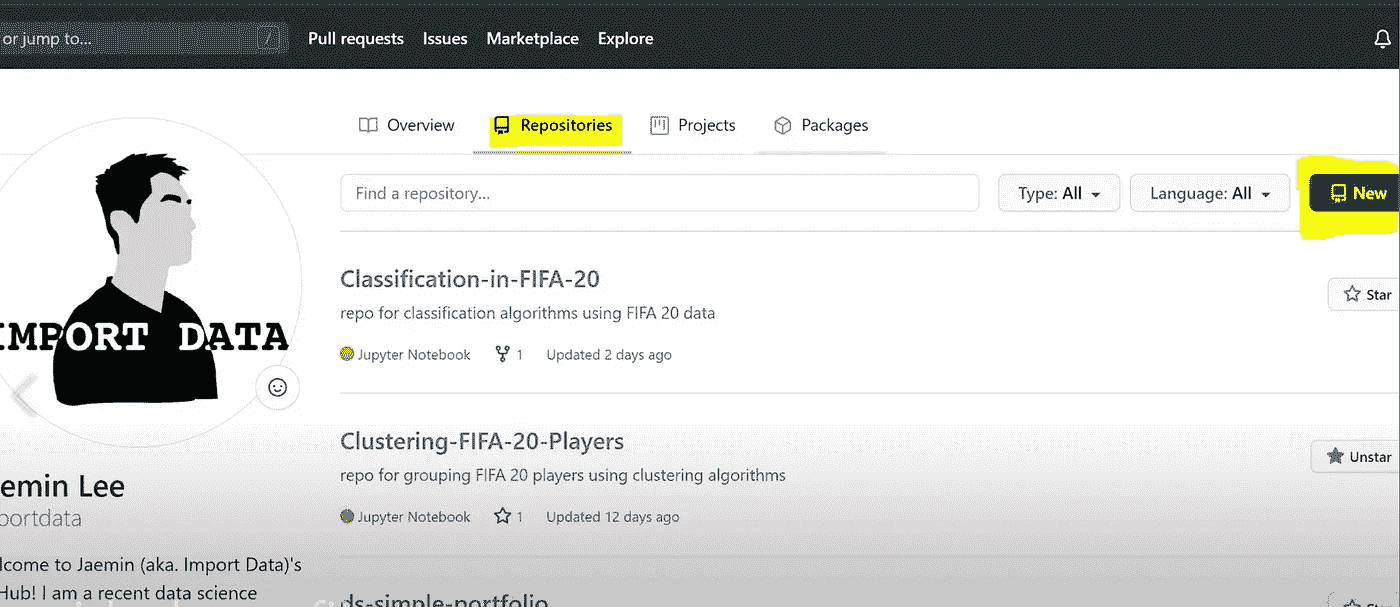 or jump to... / Pull requests Issues Marketplace Explore
Overview Repositories Projects Packages
Find a repository... Type: All Language: All New
IMPORT DATA
Classification-in-FIFA-20
Star
repo for classification algorithms using FIFA 20 data
Jupyter Notebook 1 Updated 2 days ago
Clustering-FIFA-20-Players
Unstar
repo for grouping FIFA 20 players using clustering algorithms
Jupyter Notebook 1 Updated 12 days ago
emin Lee
portdata
lcome to Jaemin (aka. Import Data)'s
Hub! I am a recent data science
ds-simple-portfolio